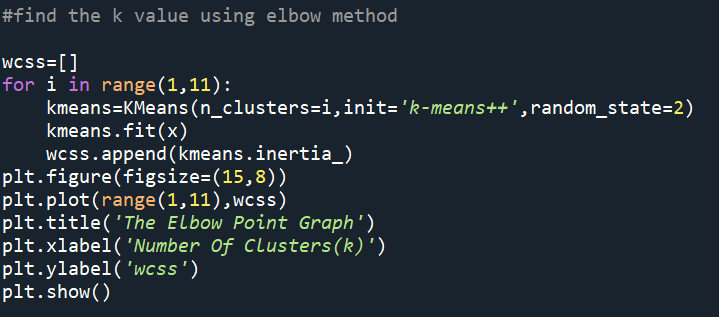 #find the k value using elbow method
wcss=[]
for i in range(1,11):
    kmeans=KMeans(n_clusters=i,init='k-means++',random_state=2)
    kmeans.fit(x)
    wcss.append(kmeans.inertia_)
plt.figure(figsize=(15,8))
plt.plot(range(1,11),wcss)
plt.title('The Elbow Point Graph')
plt.xlabel('Number Of Clusters(k)')
plt.ylabel('wcss')
plt.show()